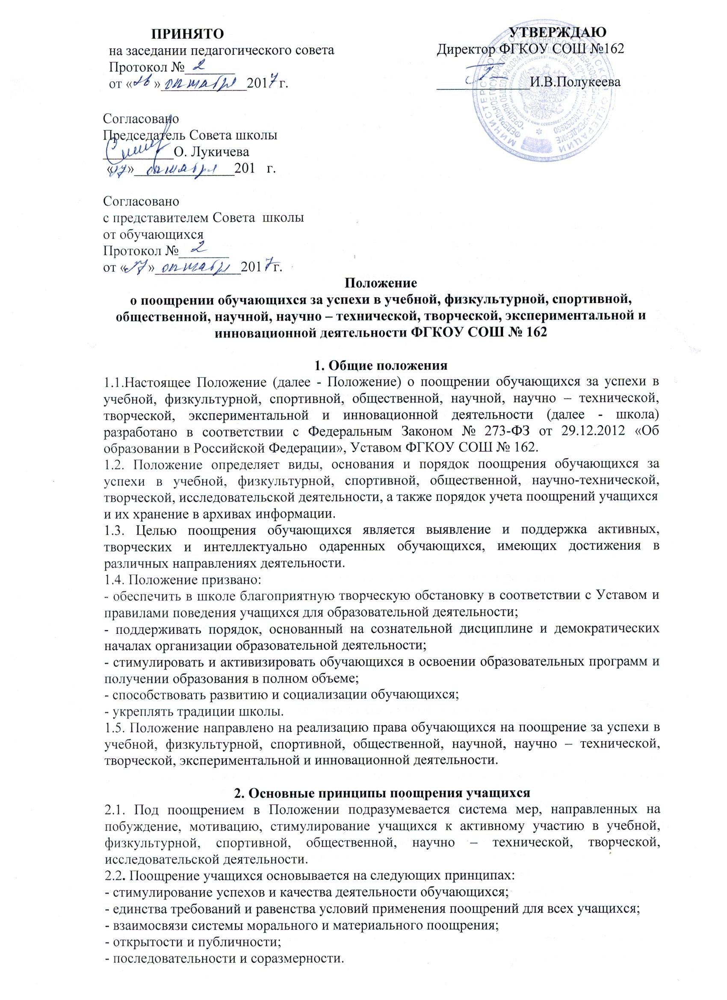 ПРИНЯТО
на заседании педагогического совета
Протокол № 2
от «26» октября 2017 г.
УТВЕРЖДАЮ
Директор ФГКОУ СОШ №162
И.В.Полукеева
Согласовано
Председатель Совета школы
О. Лукичева
«27» октября 201 г.
Согласовано
с представителем Совета школы
от обучающихся
Протокол № 2
от «27» октября 2017 г.
Положение
о поощрении обучающихся за успехи в учебной, физкультурной, спортивной,
общественной, научной, научно – технической, творческой, экспериментальной и
инновационной деятельности ФГКОУ СОШ № 162
1. Общие положения
1.1.Настоящее Положение (далее - Положение) о поощрении обучающихся за успехи в
учебной, физкультурной, спортивной, общественной, научной, научно – технической,
творческой, экспериментальной и инновационной деятельности (далее - школа)
разработано в соответствии с Федеральным Законом № 273-ФЗ от 29.12.2012 «Об
образовании в Российской Федерации», Уставом ФГКОУ СОШ № 162.
1.2. Положение определяет виды, основания и порядок поощрения обучающихся за
успехи в учебной, физкультурной, спортивной, общественной, научно-технической,
творческой, исследовательской деятельности, а также порядок учета поощрений учащихся
и их хранение в архивах информации.
1.3. Целью поощрения обучающихся является выявление и поддержка активных,
творческих и интеллектуально одаренных обучающихся, имеющих достижения в
различных направлениях деятельности.
1.4. Положение призвано:
- обеспечить в школе благоприятную творческую обстановку в соответствии с Уставом и
правилами поведения учащихся для образовательной деятельности;
- поддерживать порядок, основанный на сознательной дисциплине и демократических
началах организации образовательной деятельности;
- стимулировать и активизировать обучающихся в освоении образовательных программ и
получении образования в полном объеме;
- способствовать развитию и социализации обучающихся;
- укреплять традиции школы.
1.5. Положение направлено на реализацию права обучающихся на поощрение за успехи в
учебной, физкультурной, спортивной, общественной, научной, научно – технической,
творческой, экспериментальной и инновационной деятельности.
2. Основные принципы поощрения учащихся
2.1. Под поощрением в Положении подразумевается система мер, направленных на
побуждение, мотивацию, стимулирование учащихся к активному участию в учебной,
физкультурной, спортивной, общественной, научно – технической, творческой,
исследовательской деятельности.
2.2. Поощрение учащихся основывается на следующих принципах:
- стимулирование успехов и качества деятельности обучающихся;
- единства требований и равенства условий применения поощрений для всех учащихся;
- взаимосвязи системы морального и материального поощрения;
- открытости и публичности;
- последовательности и соразмерности.